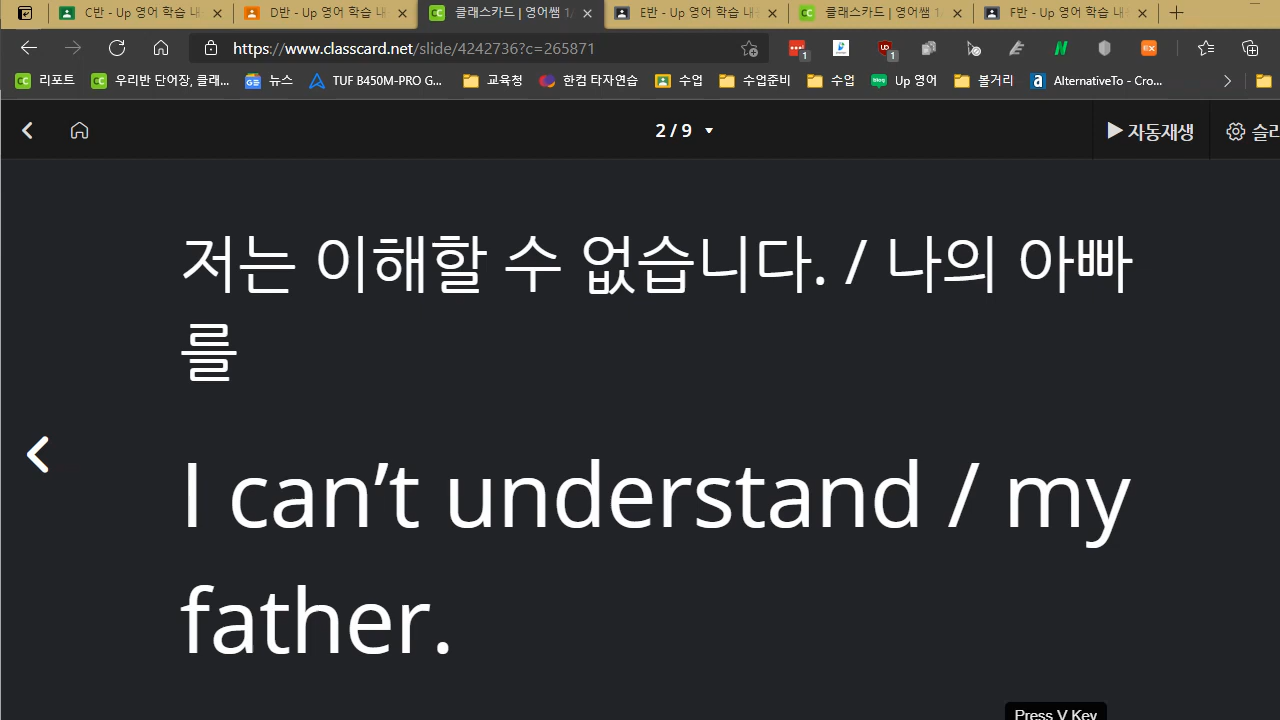 C반 - Up 영어 학습 내
D반 - Up 영어 학습 내
클래스카드 | 영어쌤 1
E반 - Up 영어 학습 내
클래스카드 | 영어쌤 1
F반 - Up 영어 학습 내
https://www.classcard.net/slide/4242736?c=265871
1
1
리포트
우리반 단어장, 클래...
뉴스
TUF B450M-PRO G...
교육청
한컴 타자연습
수업
수업준비
수업
Up 영어
볼거리
AlternativeTo - Cro...
2 / 9
자동재생
슬라
저는 이해할 수 없습니다. / 나의 아빠
를
I can’t understand / my
father.
Press V Key